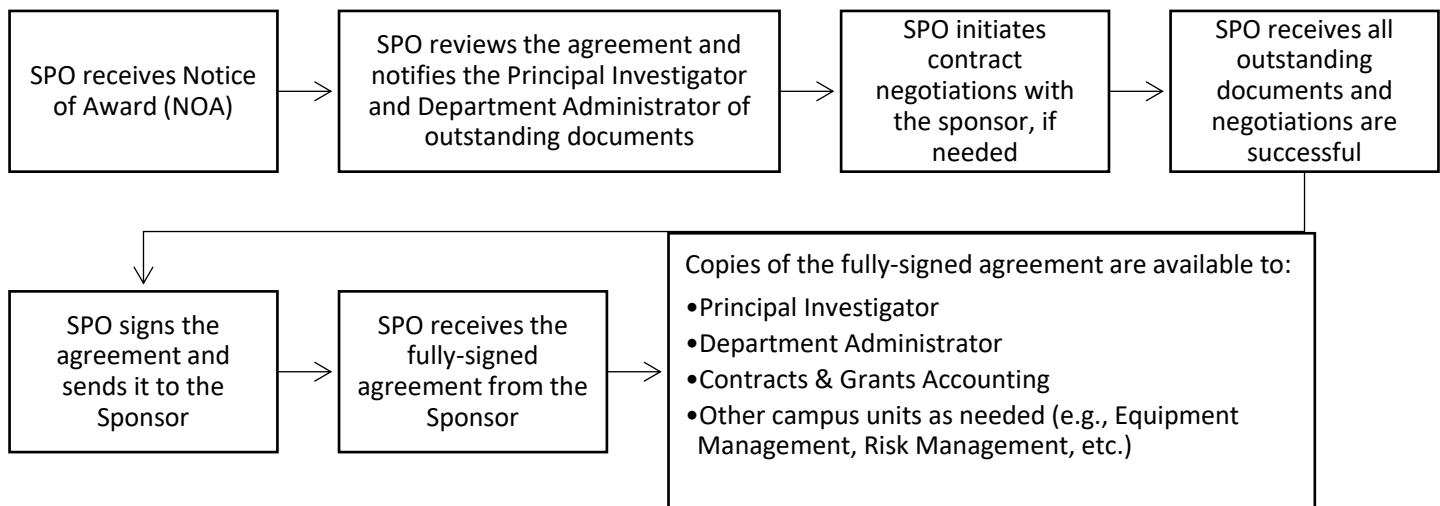 SPO receives Notice
of Award (NOA)
SPO reviews the agreement and
notifies the Principal Investigator
and Department Administrator of
outstanding documents
SPO initiates
contract
negotiations with
the sponsor, if
needed
SPO receives all
outstanding
documents and
negotiations are
successful
SPO signs the
agreement and
sends it to the
Sponsor
SPO receives the
fully-signed
agreement from the
Sponsor
Copies of the fully-signed agreement are available to:
•Principal Investigator
•Department Administrator
•Contracts & Grants Accounting
•Other campus units as needed (e.g., Equipment
Management, Risk Management, etc.)